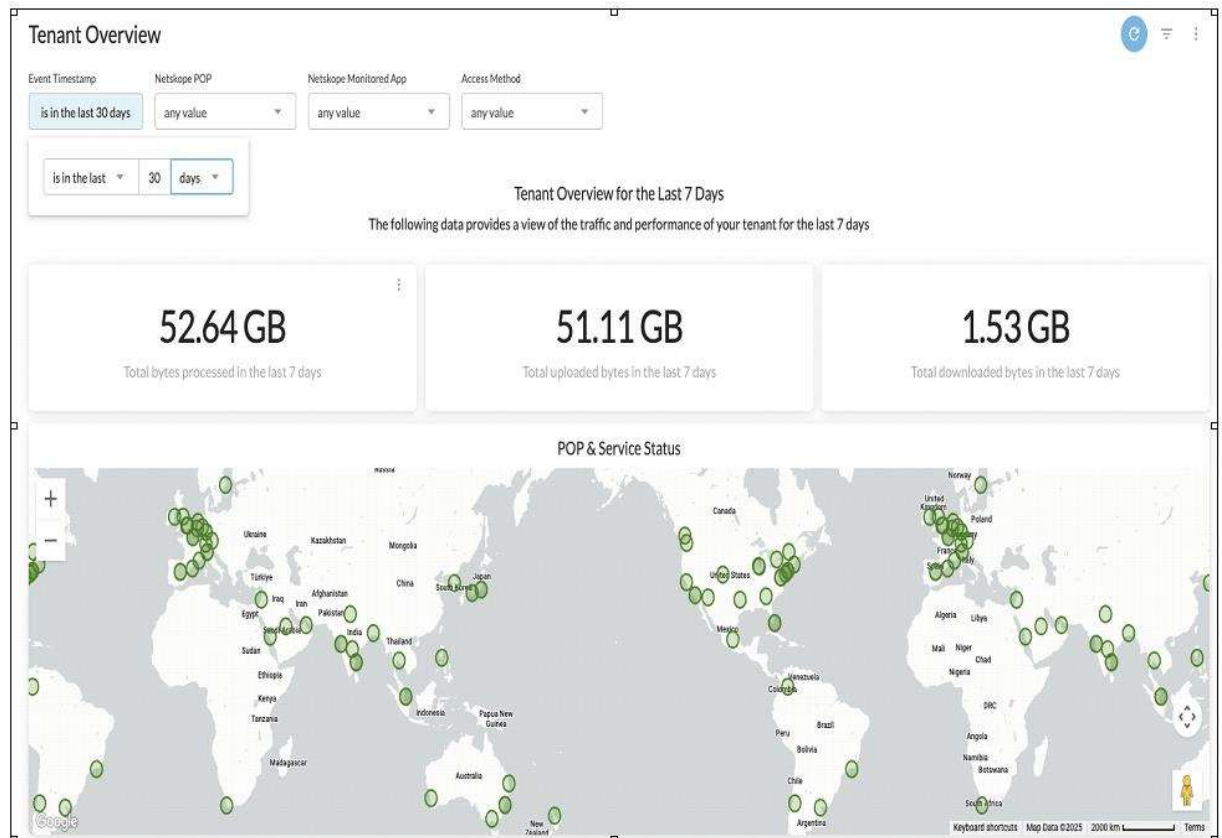 Tenant Overview
Event Timestamp
Netskope POP
Netskope Monitored App
Access Method
is in the last 30 days
any value
any value
any value
is in the last
30
days
Tenant Overview for the Last 7 Days
The following data provides a view of the traffic and performance of your tenant for the last 7 days
52.64 GB
51.11 GB
1.53 GB
Total bytes processed in the last 7 days
Total uploaded bytes in the last 7 days
Total downloaded bytes in the last 7 days
POP & Service Status
Russia
Norway
United
Kingdom
Canada
Poland
Ukraine
Kazakhstan
Mongolia
Italy
United States
Türkiye
China
Japan
South Korea
Afghanistan
Iraq
Iran
Pakistan
Egypt
Algeria
Libya
Saudi Arabia
India
Thailand
Mexico
Sudan
Mali
Niger
Chad
Ethiopia
Venezuela
Nigeria
Colombia
Kenya
DRC
Indonesia
Papua New
Guinea
Tanzania
Brazil
Peru
Angola
Bolivia
Namibia
Madagascar
Botswana
Australia
Chile
South Africa
New
Zealand
Argentina
Google
Keyboard shortcuts
Map Data ©2025
2000 km
Terms